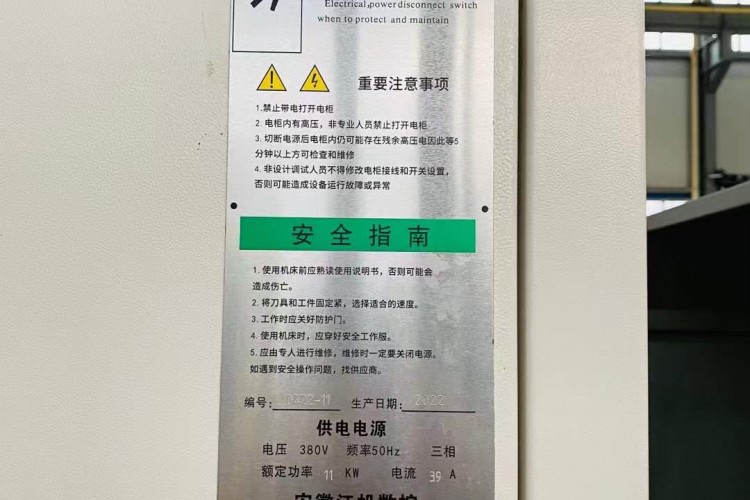 Electrical,power disconnect switch
when to protect and maintain
重要注意事项
1.禁止带电打开电柜
2. 电柜内有高压，非专业人员禁止打开电柜
3. 切断电源后电柜内仍可能存在残余高压电因此等5
分钟以上方可检查和维修
4. 非设计调试人员不得修改电柜接线和开关设置，
否则可能造成设备运行故障或异常
安全指南
1. 使用机床前应熟读使用说明书，否则可能会
造成伤亡。
2. 将刀具和工件固定紧，选择适合的速度。
3. 工作时应关好防护门。
4. 使用机床时，应穿好安全工作服。
5. 应由专人进行维修，维修时一定要关闭电源。
如遇到安全操作问题，找供应商。
编号: 0222-11 生产日期: 2022
供电电源
电压 380V 频率50Hz 三相
额定功率 11 KW 电流 39 A
安徽江机数控